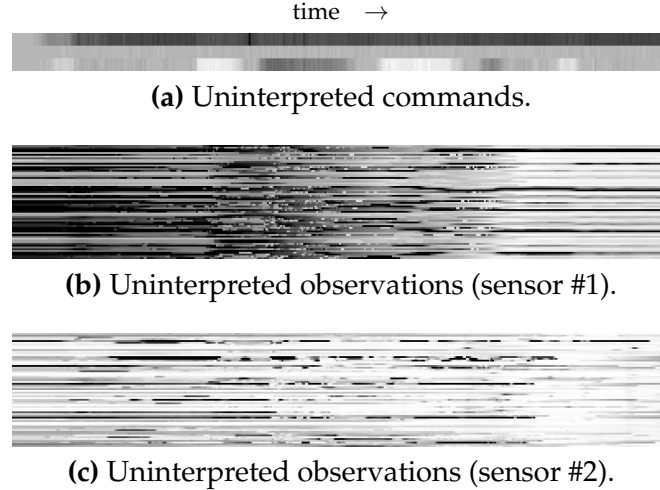 time →
(a) Uninterpreted commands.
(b) Uninterpreted observations (sensor #1).
(c) Uninterpreted observations (sensor #2).